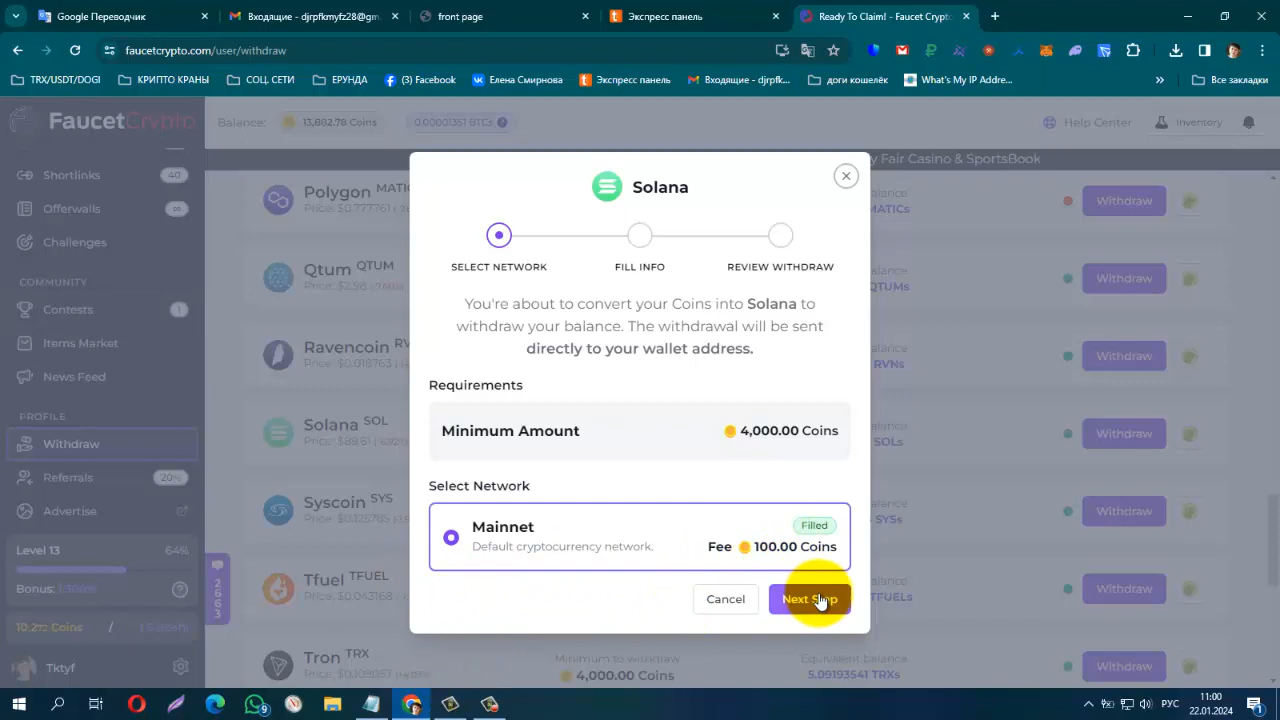 Google Переводчик
Входящие - djrpfkmyfz28@gm
front page
Экспресс панель
Ready To Claim! - Faucet Crypto
faucetcrypto.com/user/withdraw
TRX/USDT/DOGI
КРИПТО КРАНЫ
СОЦ. СЕТИ
ЕРУНДА
(3) Facebook
Елена Смирнова
Экспресс панель
Входящие - djrpfk...
доги кошелёк
What's My IP Addre...
Все закладки
FaucetCrypto
Balance:
13,882.78 Coins
0.00001351 BTCs
Help Center
Inventory
y Fair Casino & SportsBook
Shortlinks
40
Offerwalls
∞
Challenges
COMMUNITY
Contests
1
Items Market
News Feed
PROFILE
Withdraw
Referrals
20%
Advertise
Level 13
64%
Bonus:
10,272 Coins /
Tktyf
2663
Polygon MATIC
Price: $0.777761
MATICs
Withdraw
Qtum QTUM
Price: $2.98
QTUMs
Withdraw
Ravencoin RV
Price: $0.018763
RVNs
Withdraw
Solana SOL
Price: $89.61
SOLs
Withdraw
Syscoin SYS
Price: $0.125785
SYSs
Withdraw
Tfuel TFUEL
Price: $0.043168
TFUELs
Withdraw
Tron TRX
Price: $0.109257
Minimum to withdraw
4,000.00 Coins
Equivalent balance
5.09193541 TRXs
Withdraw
Solana
SELECT NETWORK
FILL INFO
REVIEW WITHDRAW
You're about to convert your Coins into Solana to
withdraw your balance. The withdrawal will be sent
directly to your wallet address.
Requirements
Minimum Amount
4,000.00 Coins
Select Network
Mainnet
Filled
Default cryptocurrency network.
Fee 100.00 Coins
Cancel
Next Step
9
РУС
11:00
22.01.2024
1